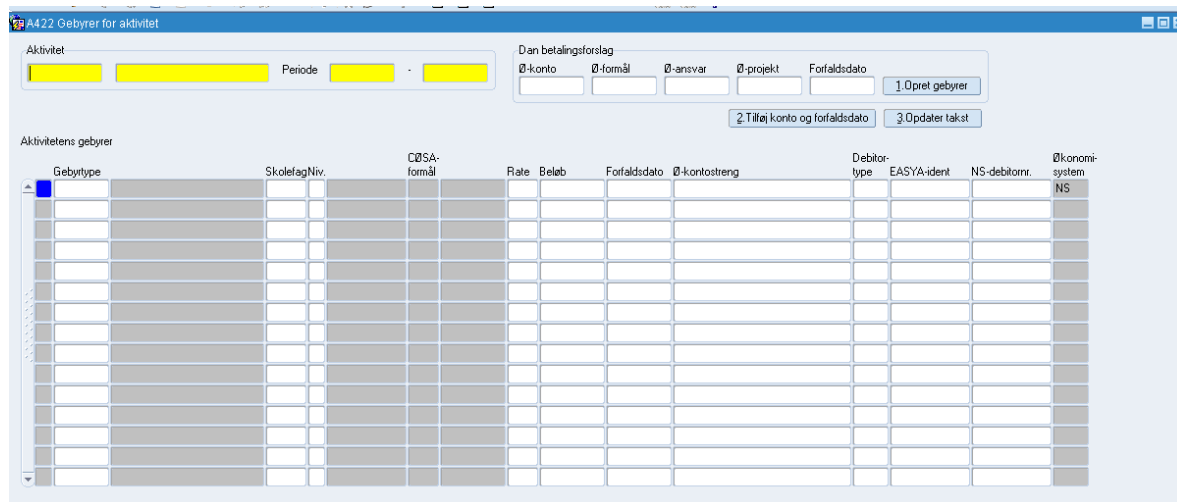 A422 Gebyrer for aktivitet
Aktivitet
Periode -
Dan betalingsforslag
Ø-konto Ø-formål Ø-ansvar Ø-projekt Forfaldsdato
1.Opret gebyrer
2.Tilføj konto og forfaldsdato 3.Opdater takst
Aktivitetens gebyrer
CØSA- Debitor- Økonomi-
Gebyrtype Skolefag Niv. formål Rate Beløb Forfaldsdato Ø-kontostreng type EASYA-ident NS-debitornr. system
NS